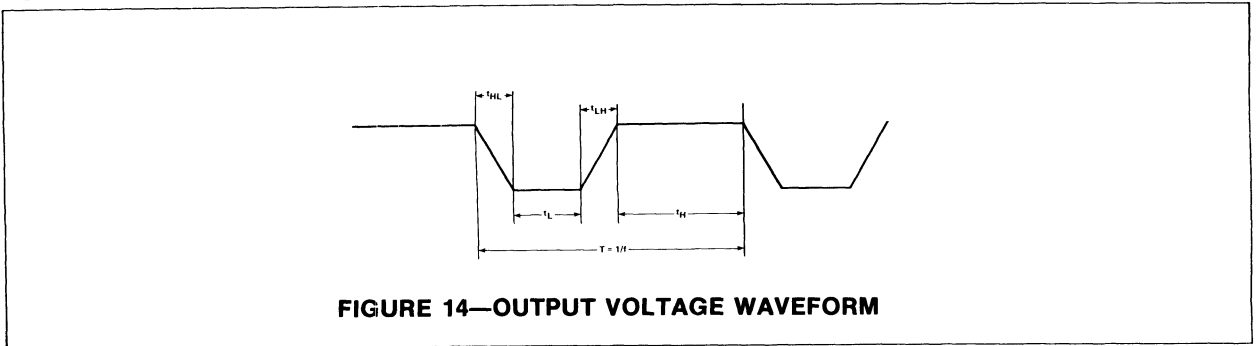 tHL
tLH
tL
tH
T = 1/f
FIGURE 14—OUTPUT VOLTAGE WAVEFORM